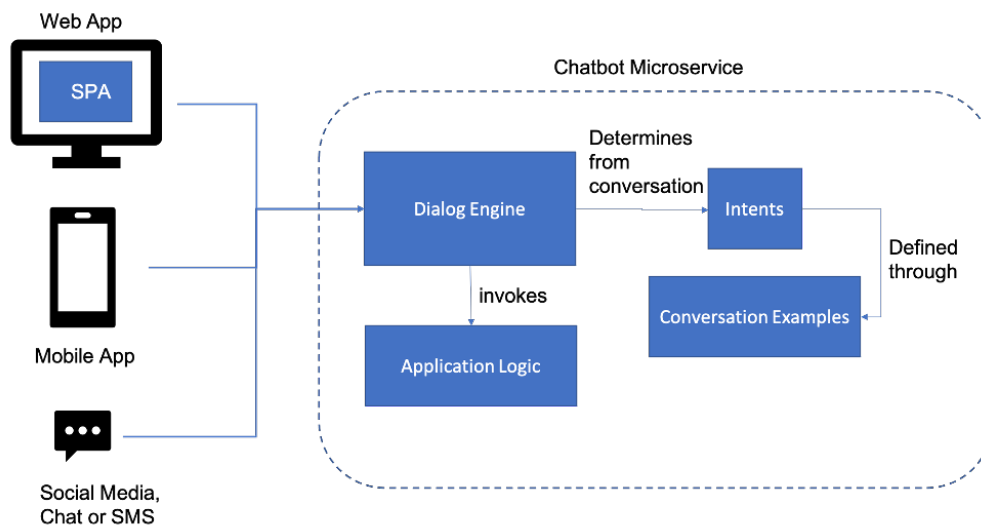 Web App
SPA
Mobile App
Social Media,
Chat or SMS
Chatbot Microservice
Dialog Engine
Determines
from
conversation
Intents
Defined
through
Conversation Examples
invokes
Application Logic